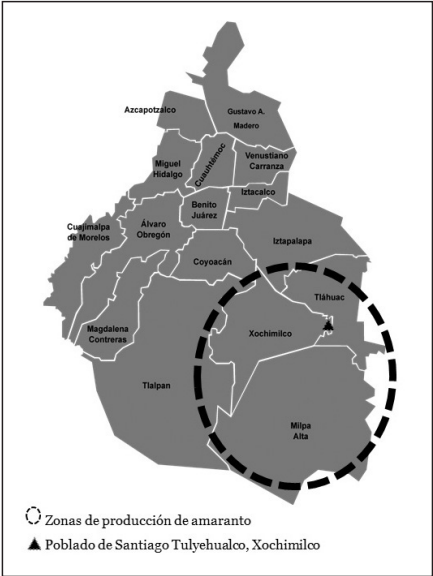 Azcapotzalco
Gustavo A.
Madero
Miguel
Hidalgo
Cuauhtémoc
Venustiano
Carranza
Iztacalco
Benito
Juárez
Cuajimalpa
de Morelos
Álvaro
Obregón
Iztapalapa
Coyoacán
Tláhuac
Magdalena
Contreras
Xochimilco
Tlalpan
Milpa
Alta
Zonas de producción de amaranto
Poblado de Santiago Tulyehualco, Xochimilco